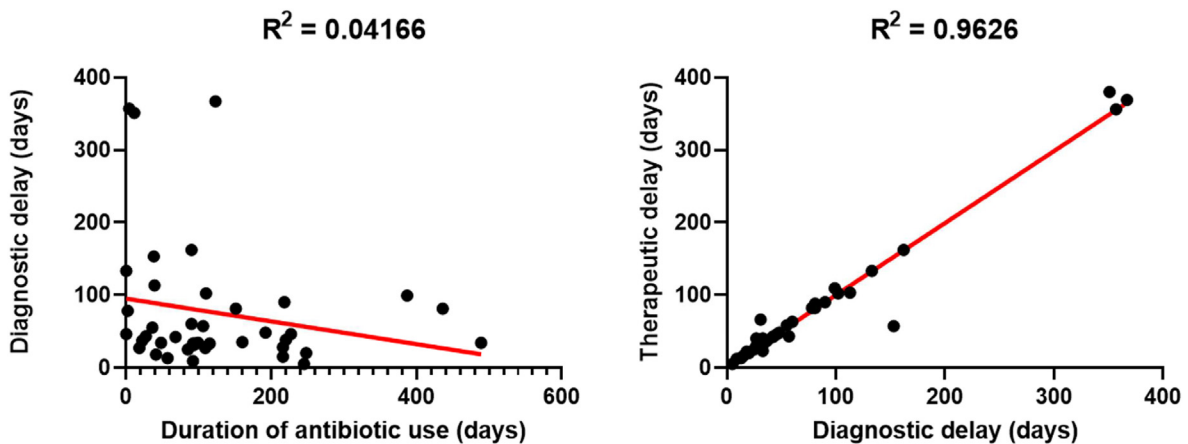 R² = 0.04166
Diagnostic delay (days)
400
300
200
100
0
0 200 400 600
Duration of antibiotic use (days)
R² = 0.9626
Therapeutic delay (days)
400
300
200
100
0
0 100 200 300 400
Diagnostic delay (days)